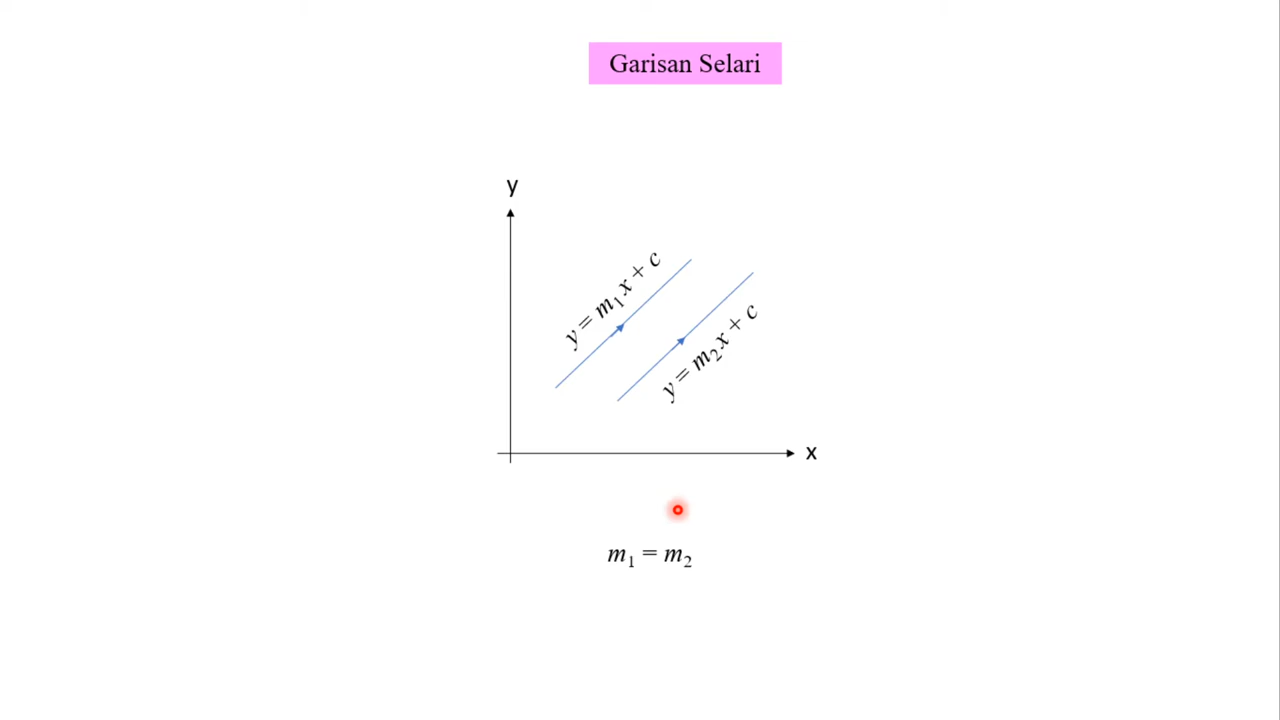 Garisan Selari
y
y = m₁x + c
y = m₂x + c
x
m₁ = m₂